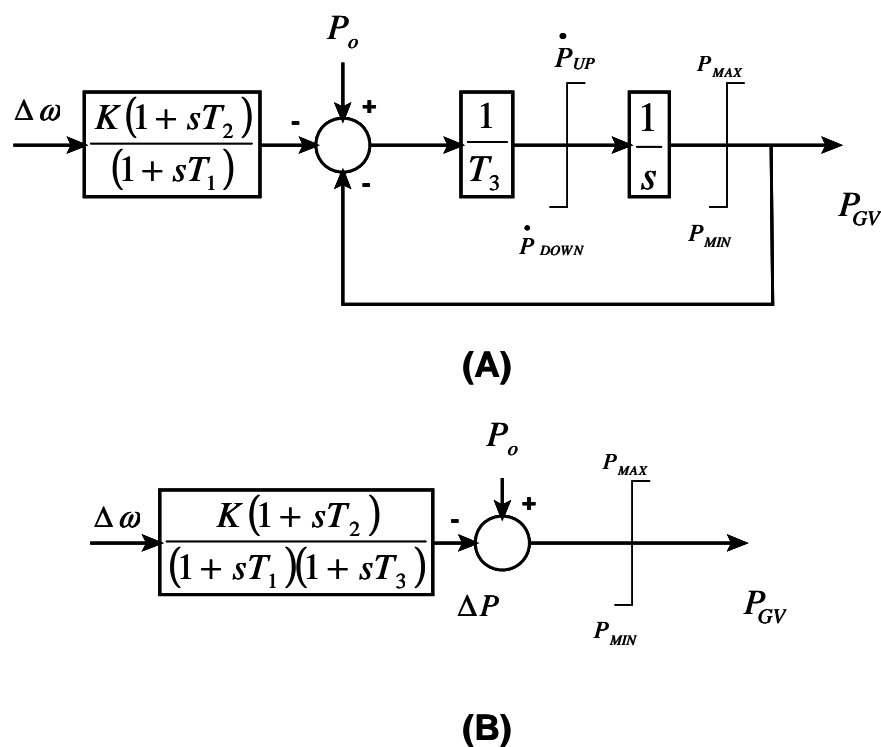 P_o
Ṗ_UP
P_MAX
Δω
K(1 + sT_2)
(1 + sT_1)
-
+
-
1
T_3
1
s
Ṗ_DOWN
P_MIN
P_GV
(A)
P_o
P_MAX
Δω
K(1 + sT_2)
(1 + sT_1)(1 + sT_3)
-
+
ΔP
P_MIN
P_GV
(B)